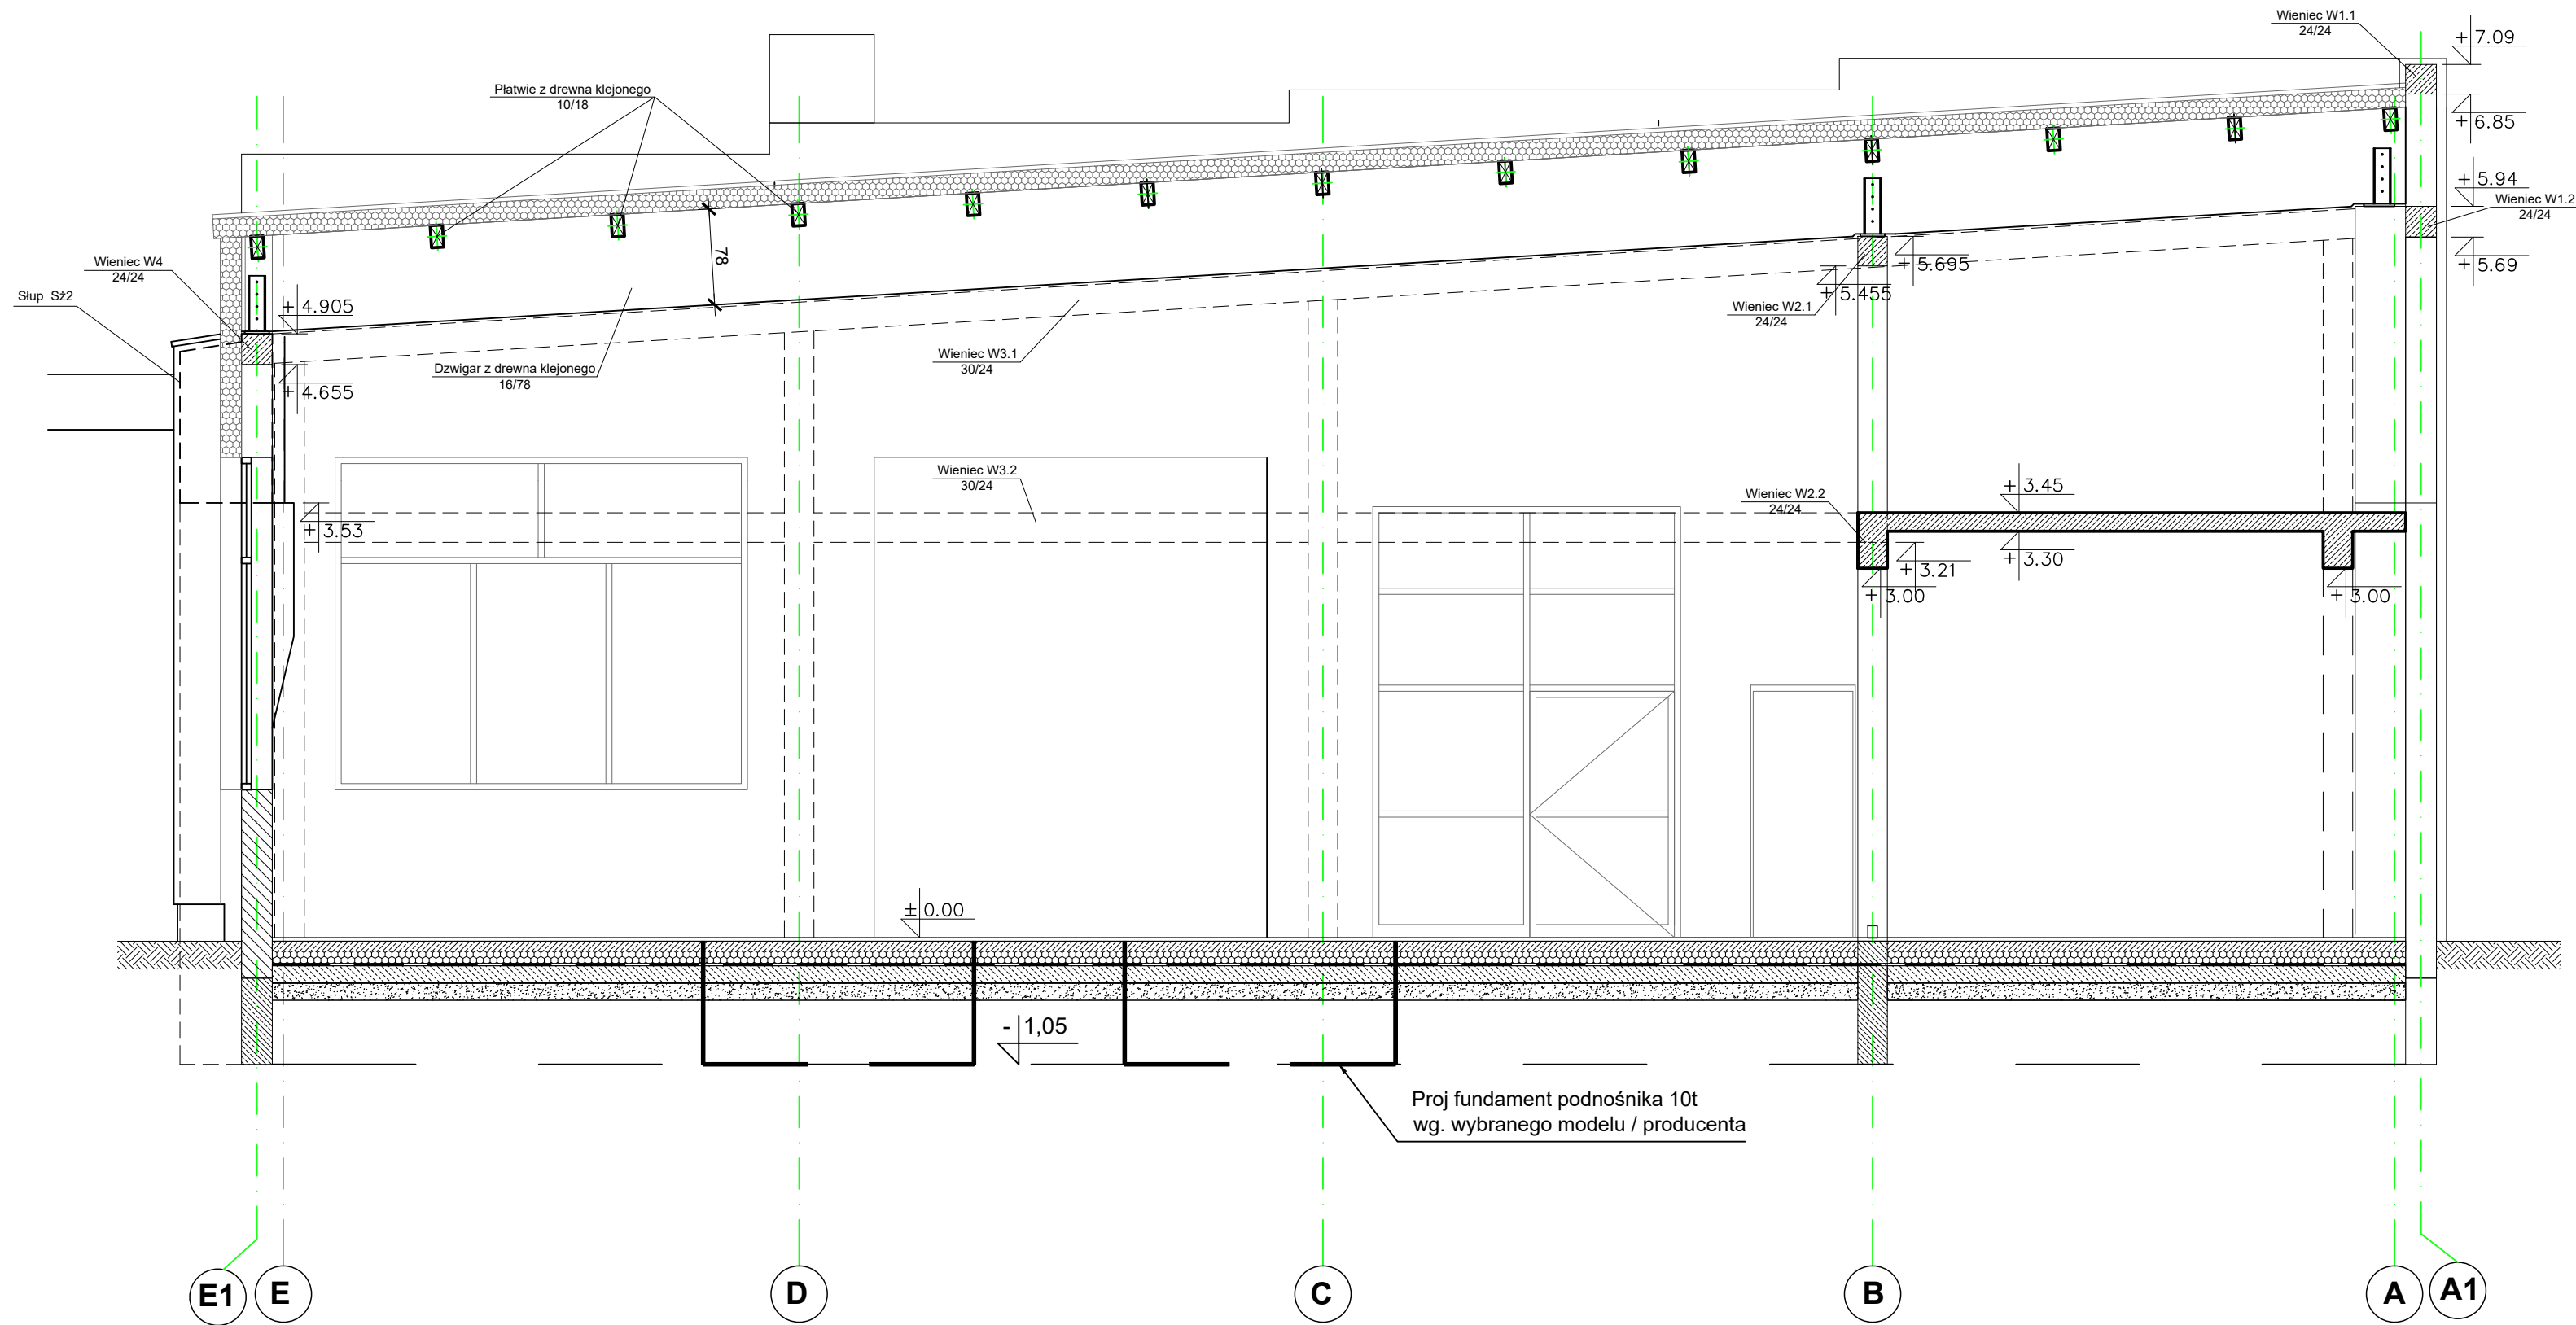 Wieniec W1.1
24/24
+ 7.09
Płatwie z drewna klejonego
10/18
+ 6.85
+ 5.94
Wieniec W1.2
24/24
Wieniec W4
24/24
78
+ 5.695
+ 5.69
Słup Sż2
+ 4.905
+ 5.455
Wieniec W2.1
24/24
Wieniec W3.1
30/24
Dzwigar z drewna klejonego
16/78
+ 4.655
Wieniec W3.2
30/24
Wieniec W2.2
24/24
+ 3.45
+ 3.53
+ 3.30
+ 3.21
+ 3.00
+ 3.00
± 0.00
- 1,05
Proj fundament podnośnika 10t
wg. wybranego modelu / producenta
E1 E D C B A A1